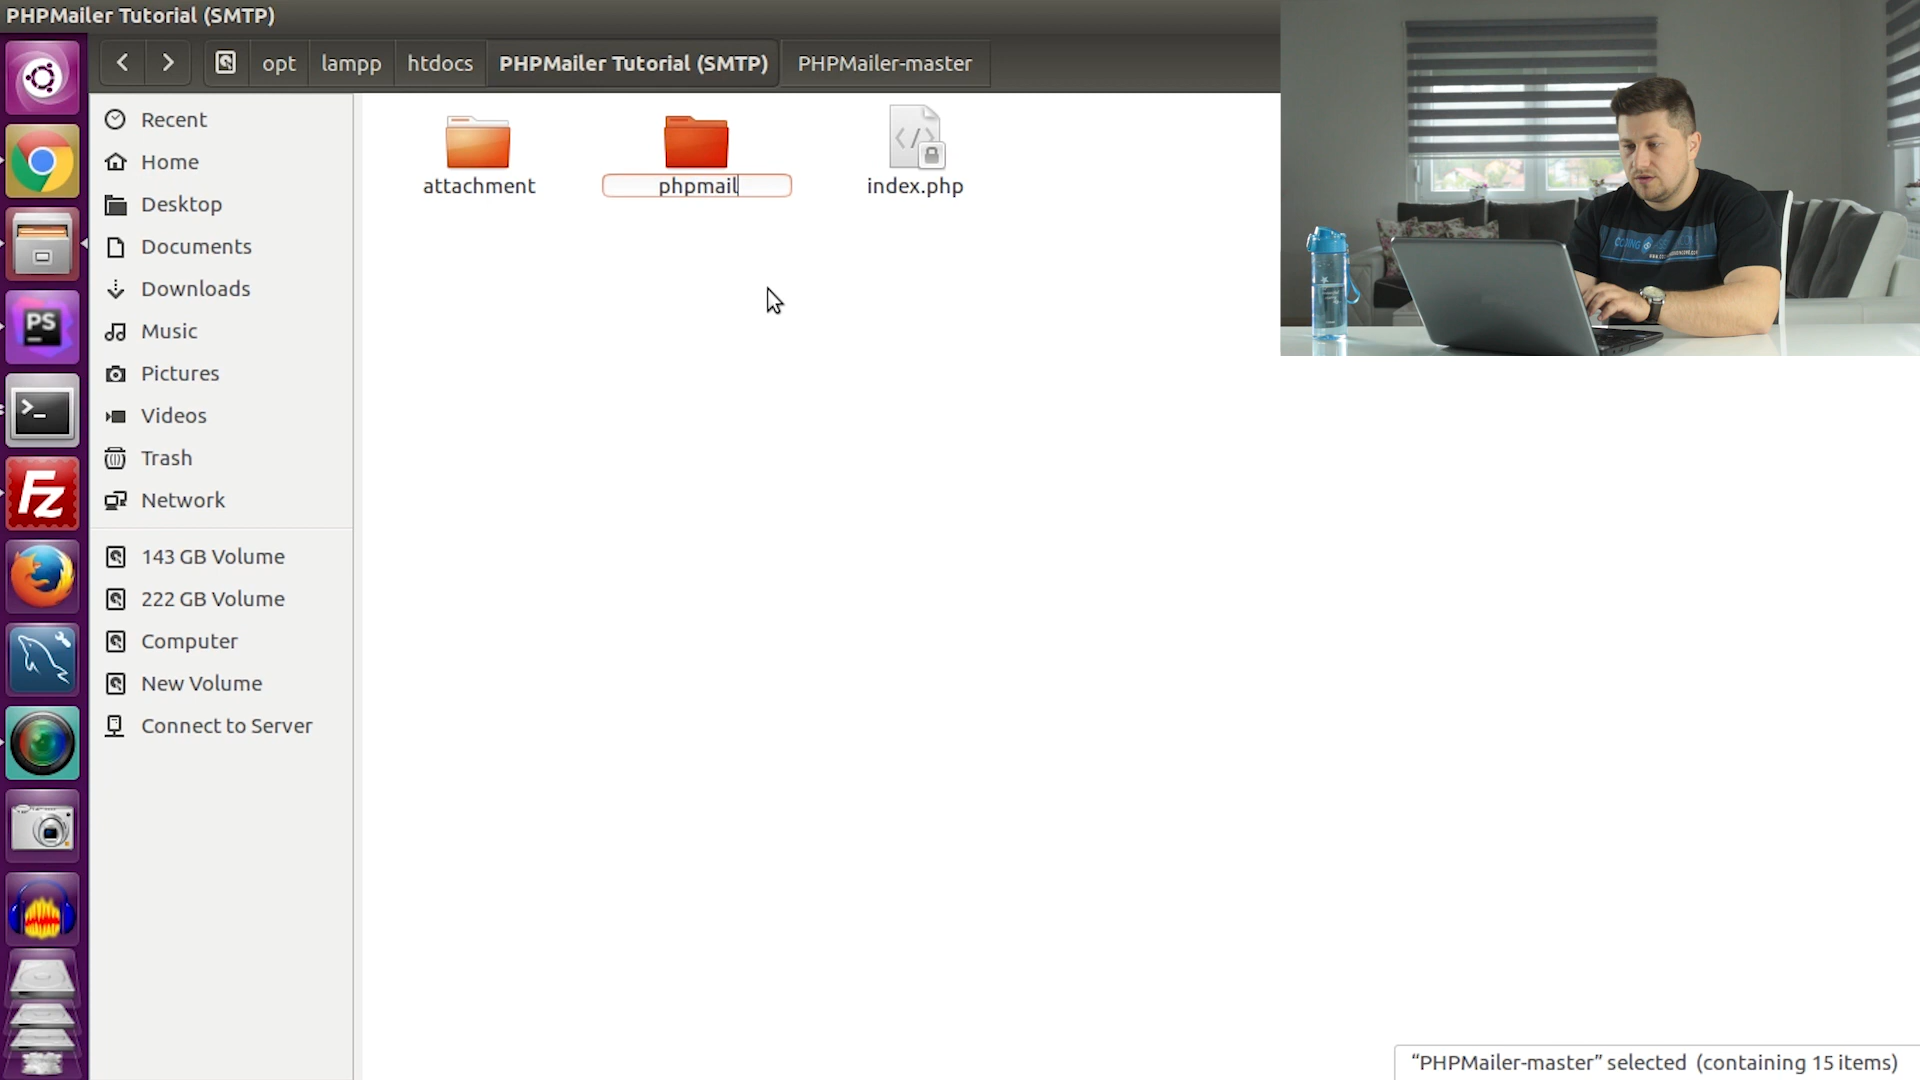 PHPMailer Tutorial (SMTP)
opt
lampp
htdocs
PHPMailer Tutorial (SMTP)
PHPMailer-master
Recent
Home
Desktop
Documents
Downloads
Music
Pictures
Videos
Trash
Network
143 GB Volume
222 GB Volume
Computer
New Volume
Connect to Server
attachment
phpmail
index.php
PS
>_
Fz
CODING
“PHPMailer-master” selected (containing 15 items)